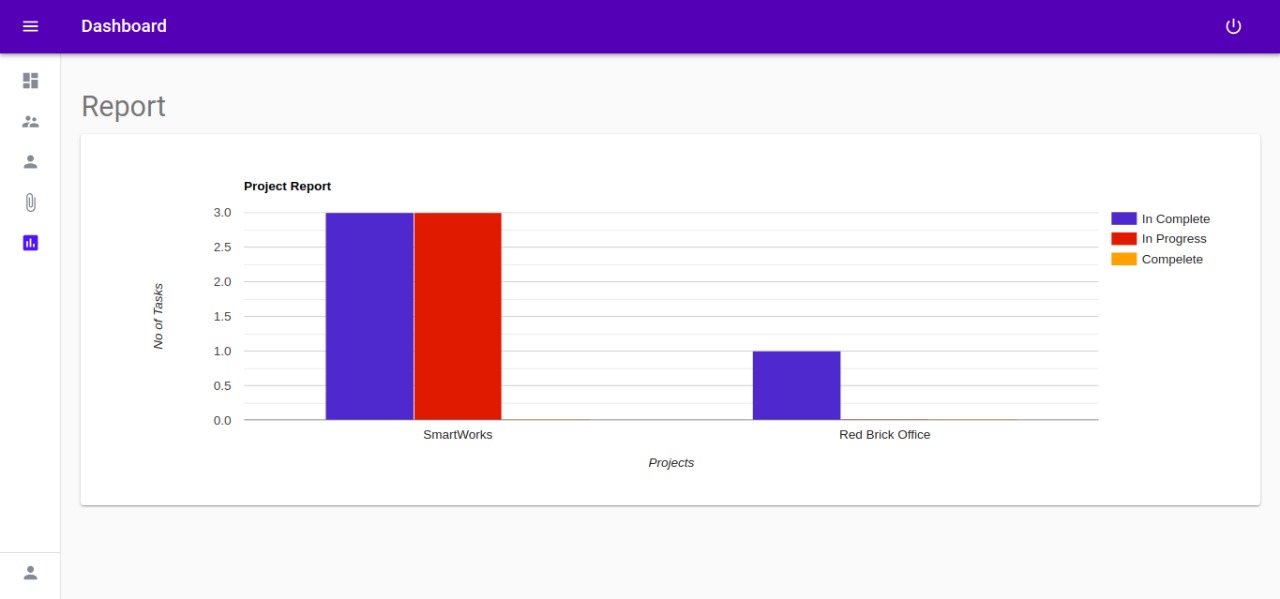 Dashboard
Report
Project Report
3.0
2.5
2.0
1.5
1.0
0.5
0.0
No of Tasks
SmartWorks
Red Brick Office
Projects
In Complete
In Progress
Compelete